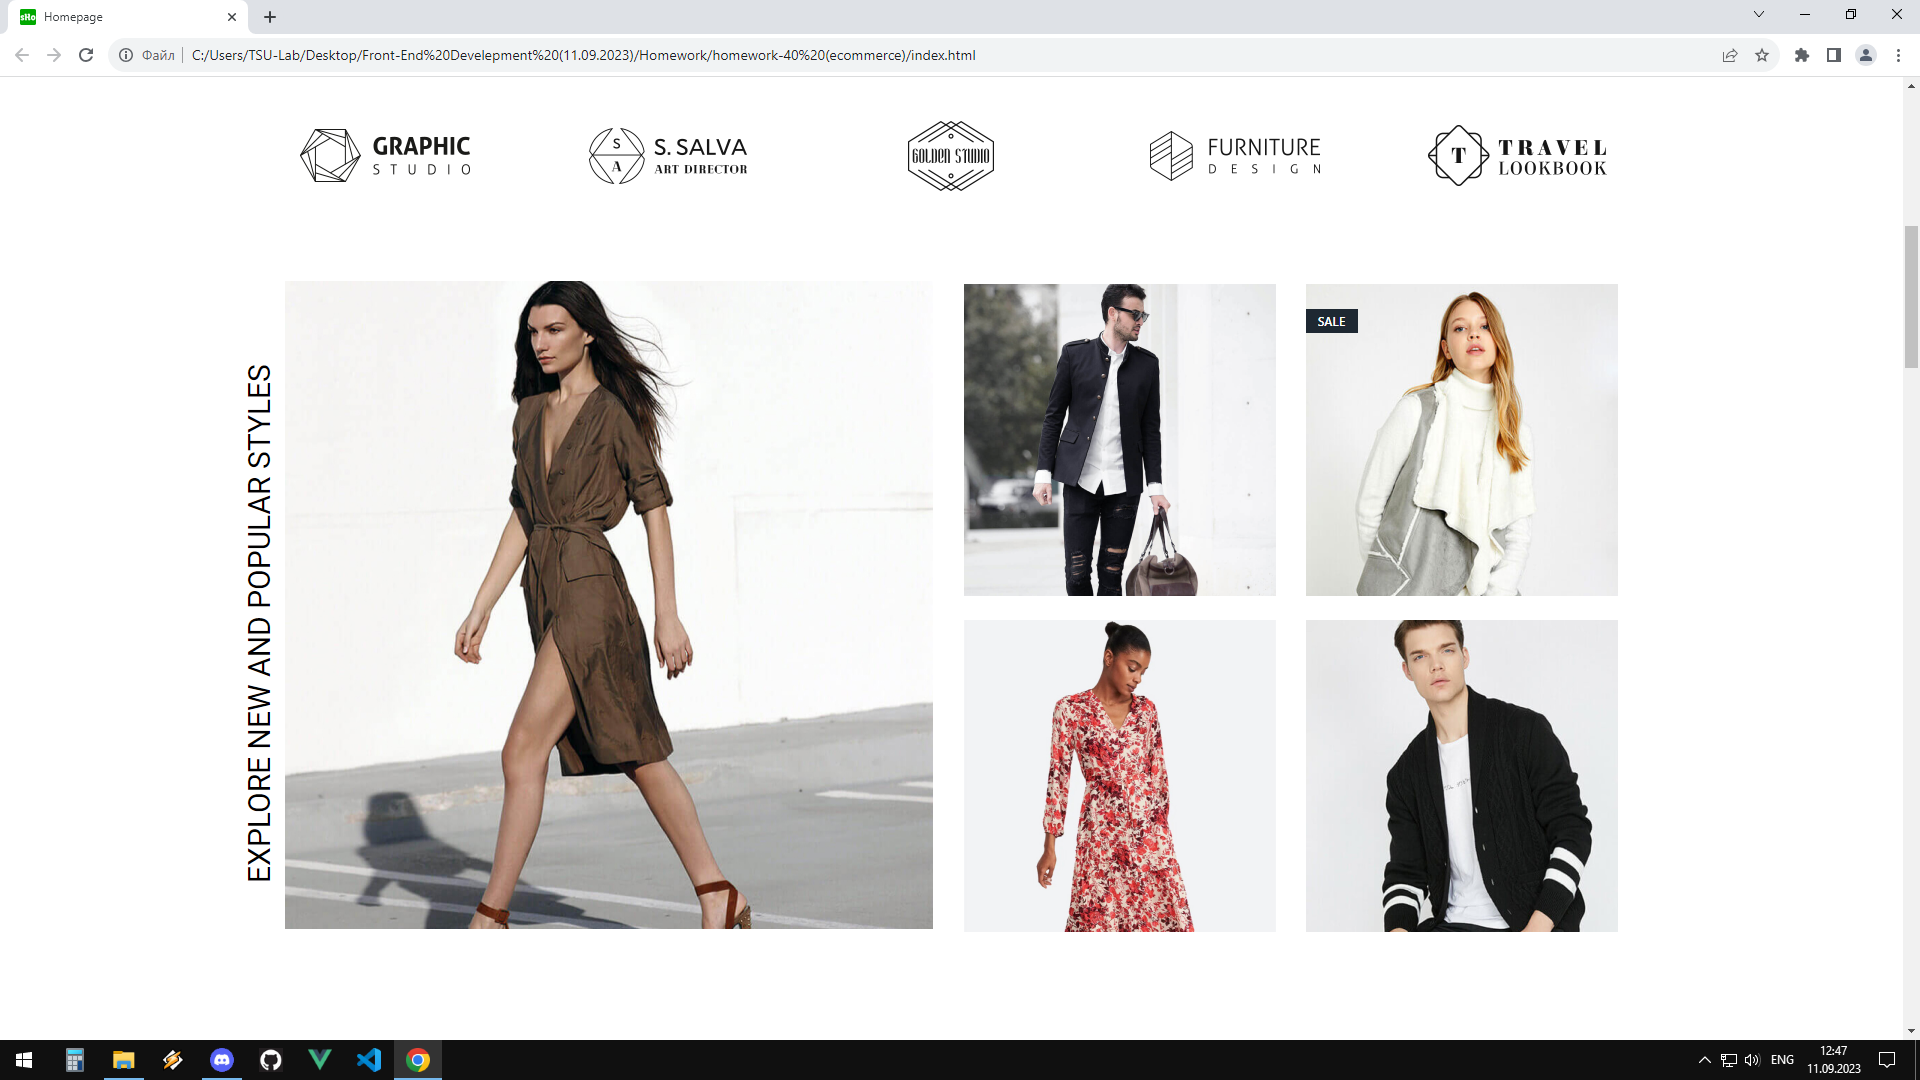 sHo
Homepage
Файл
C:/Users/TSU-Lab/Desktop/Front-End%20Develepment%20(11.09.2023)/Homework/homework-40%20(ecommerce)/index.html
GRAPHIC
STUDIO
S
A
S. SALVA
ART DIRECTOR
GOLDEN STUDIO
FURNITURE
DESIGN
T
TRAVEL
LOOKBOOK
EXPLORE NEW AND POPULAR STYLES
SALE
ENG
12:47
11.09.2023